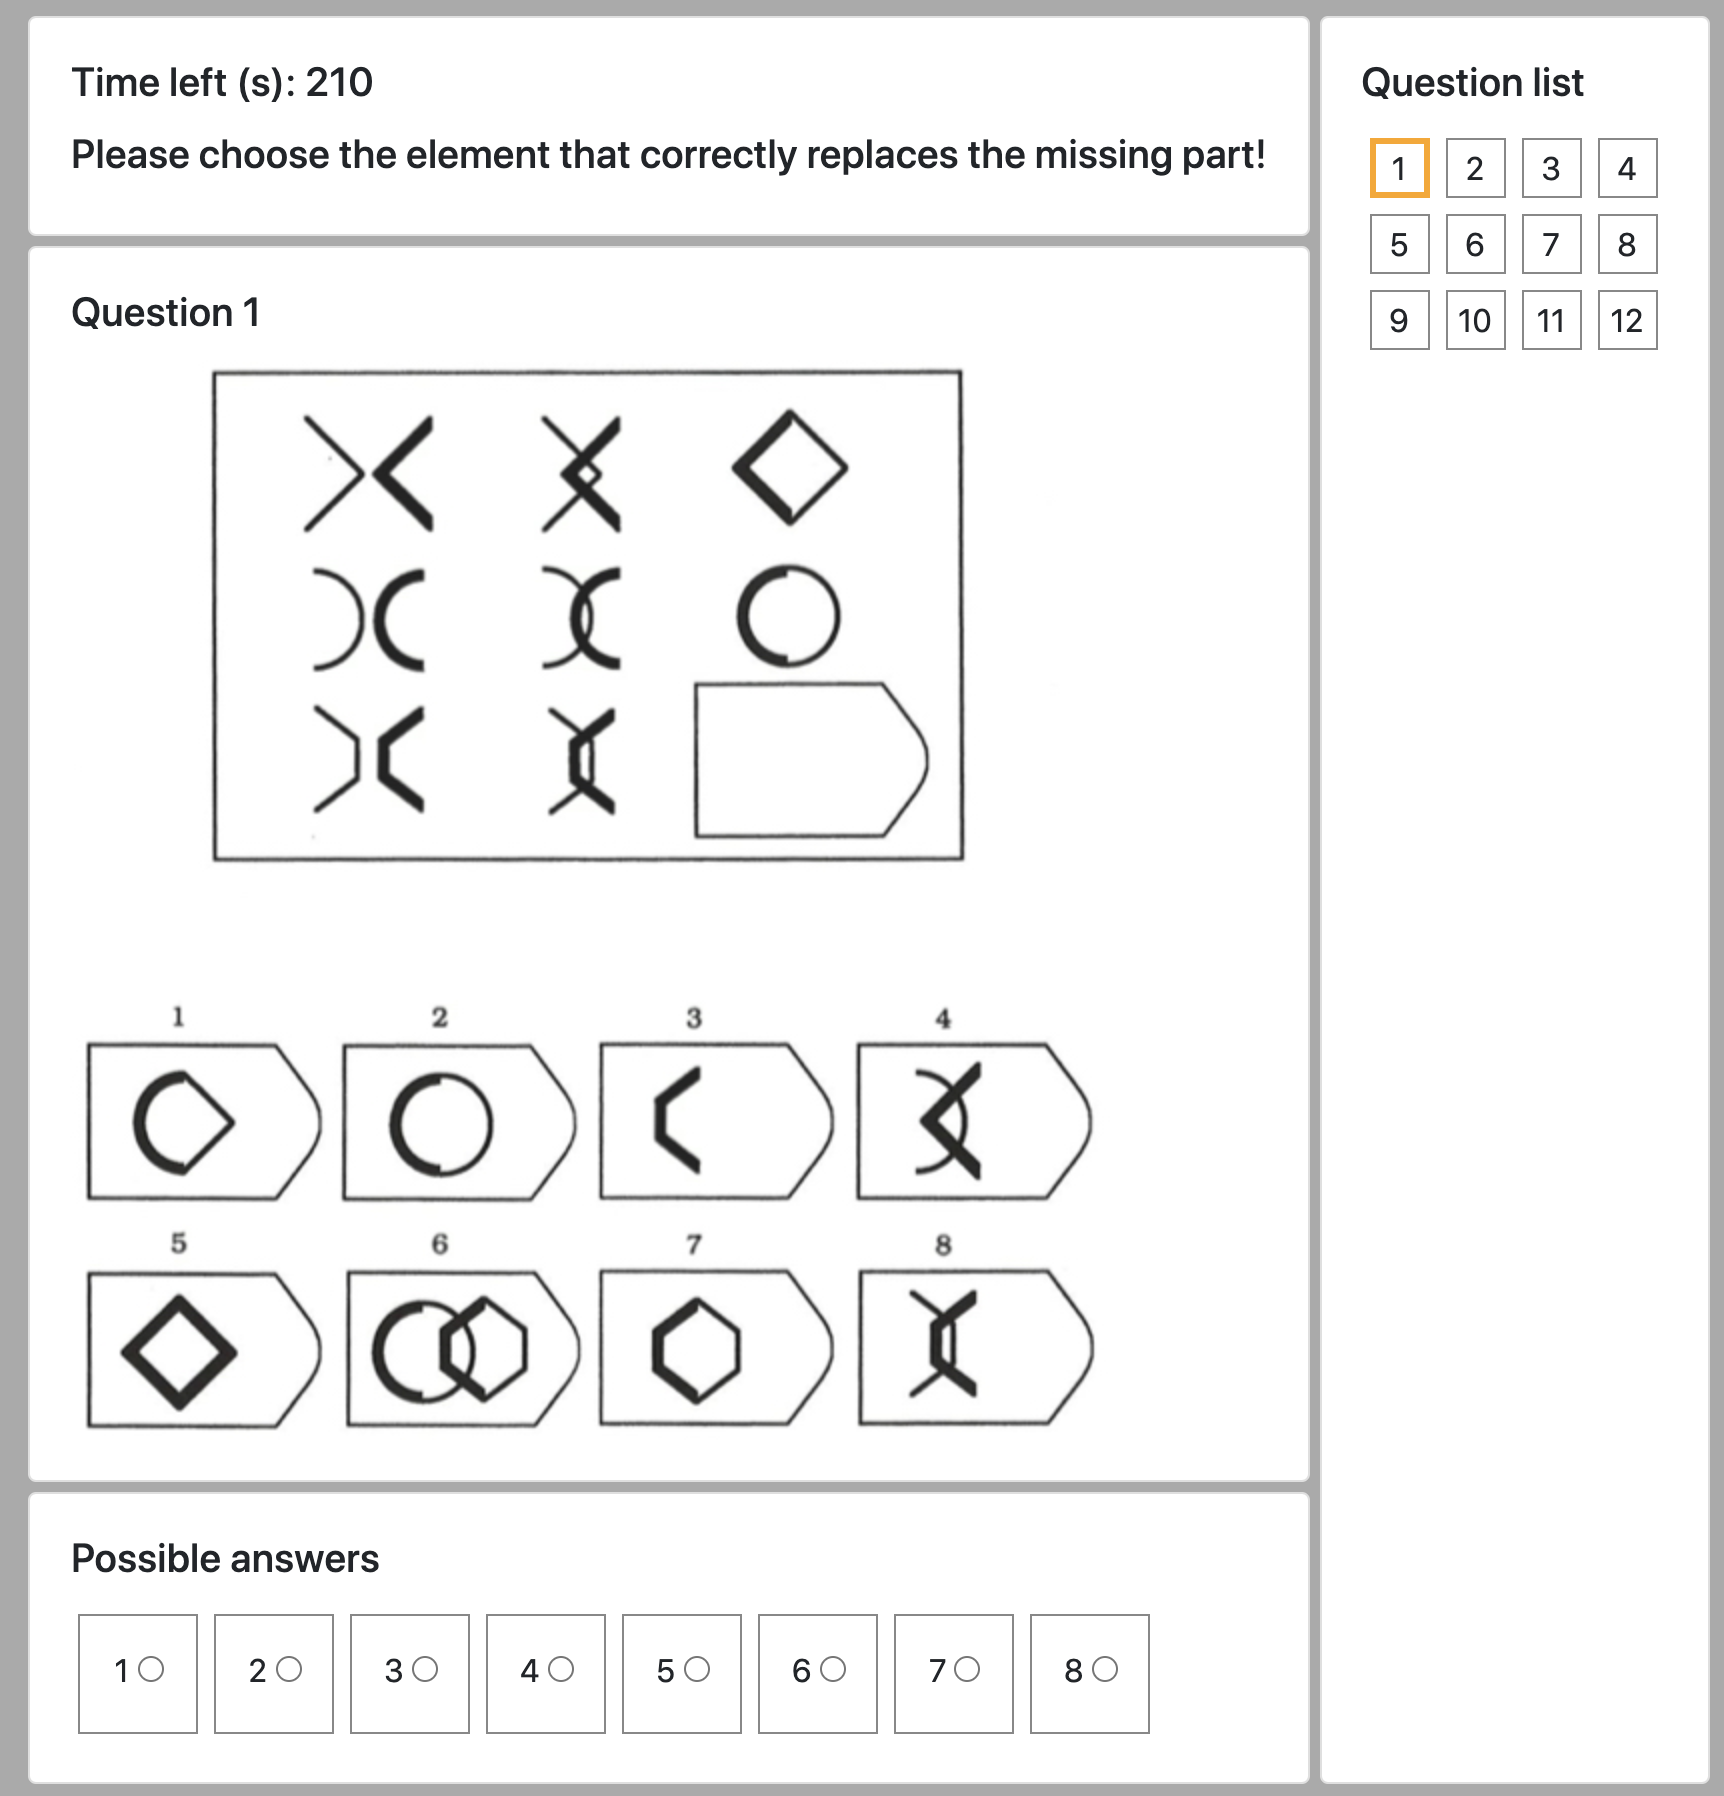 Time left (s): 210
Please choose the element that correctly replaces the missing part!
Question list
1 2 3 4
5 6 7 8
9 10 11 12
Question 1
1 2 3 4
5 6 7 8
Possible answers
1 2 3 4 5 6 7 8